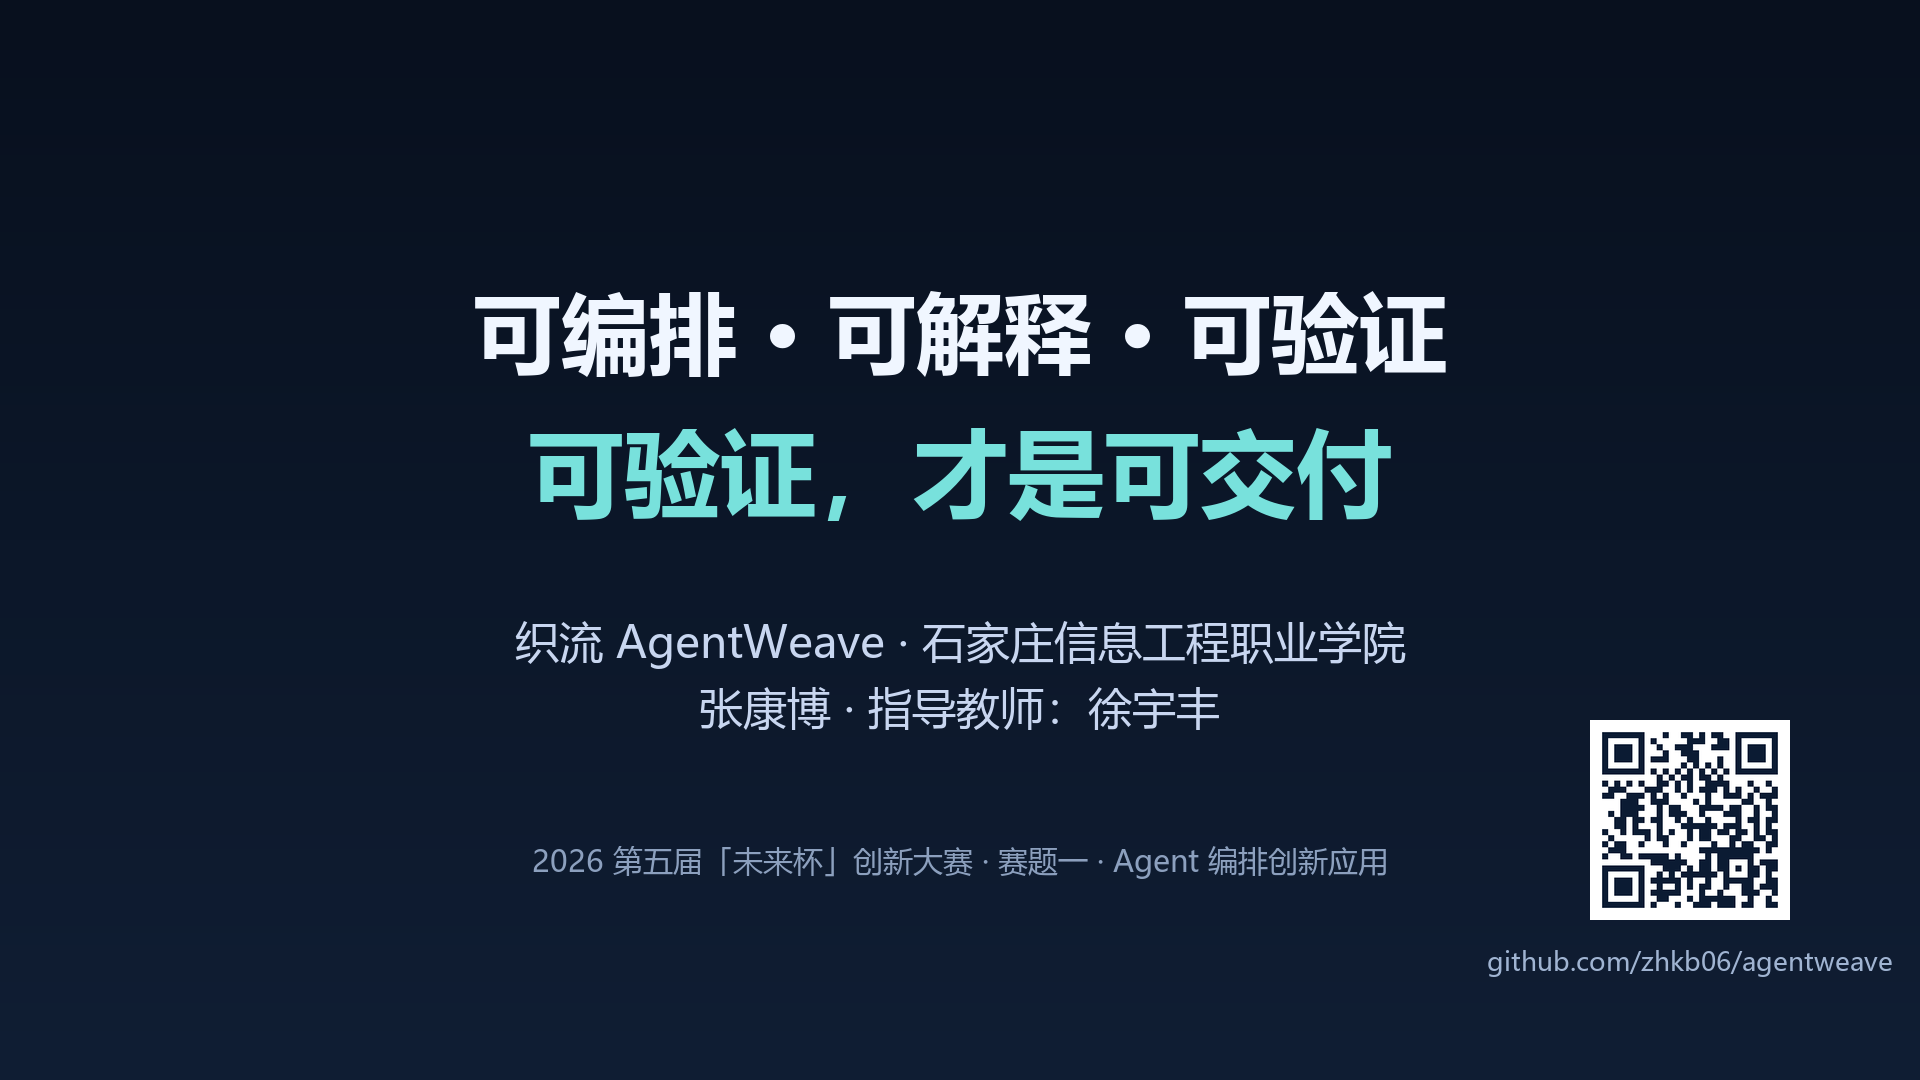 可编排 · 可解释 · 可验证
可验证，才是可交付
织流 AgentWeave · 石家庄信息工程职业学院
张康博 · 指导教师：徐宇丰
2026 第五届「未来杯」创新大赛 · 赛题一 · Agent 编排创新应用
github.com/zhkb06/agentweave